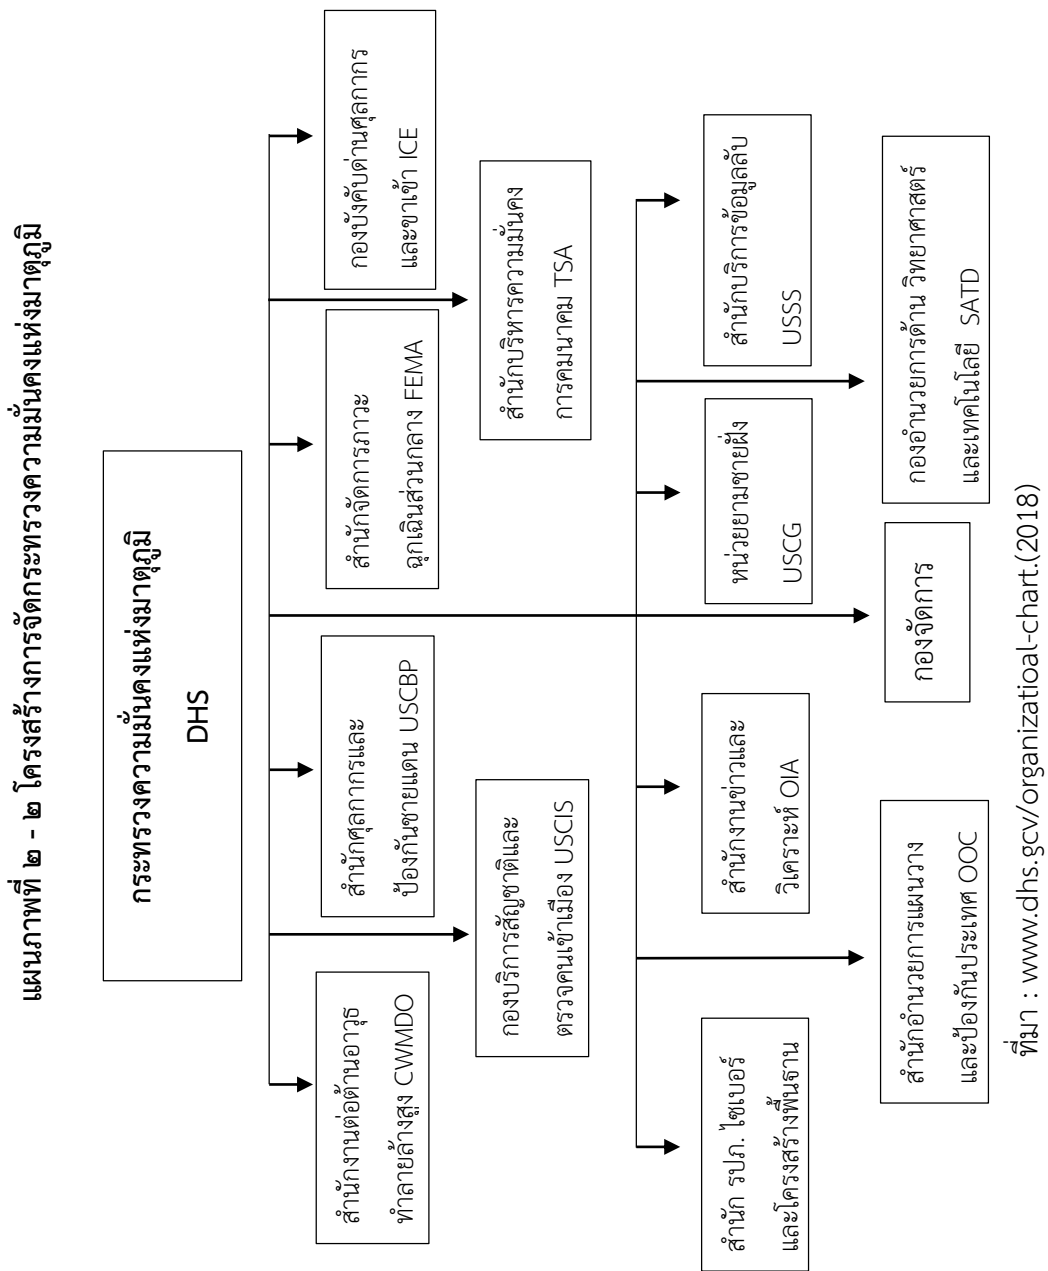 แผนภาพที่ ๒ - ๒ โครงสร้างการจัดกระทรวงความมั่นคงแห่งมาตุภูมิ
กระทรวงความมั่นคงแห่งมาตุภูมิ
DHS
สำนักงานต่อต้านอาวุธ
ทำลายล้างสูง CWMDO
สำนักศุลกากรและ
ป้องกันชายแดน USCBP
สำนักจัดการภาวะ
ฉุกเฉินส่วนกลาง FEMA
กองบังคับด่านศุลกากร
และขาเข้า ICE
กองบริการสัญชาติและ
ตรวจคนเข้าเมือง USCIS
สำนักบริหารความมั่นคง
การคมนาคม TSA
สำนัก รปภ. ไซเบอร์
และโครงสร้างพื้นฐาน
สำนักงานข่าวและ
วิเคราะห์ OIA
หน่วยยามชายฝั่ง
USCG
สำนักบริการข้อมูลลับ
USSS
สำนักอำนวยการแผนวาง
และป้องกันประเทศ OOC
กองจัดการ
กองอำนวยการด้าน วิทยาศาสตร์
และเทคโนโลยี SATD
ที่มา : www.dhs.gcv/organizatioal-chart.(2018)